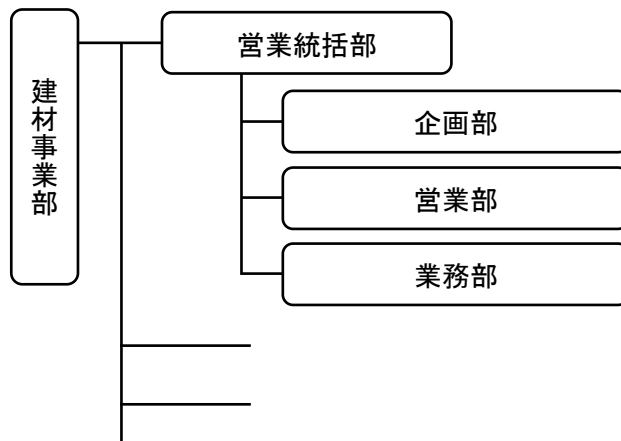 建材事業部
営業統括部
企画部
営業部
業務部